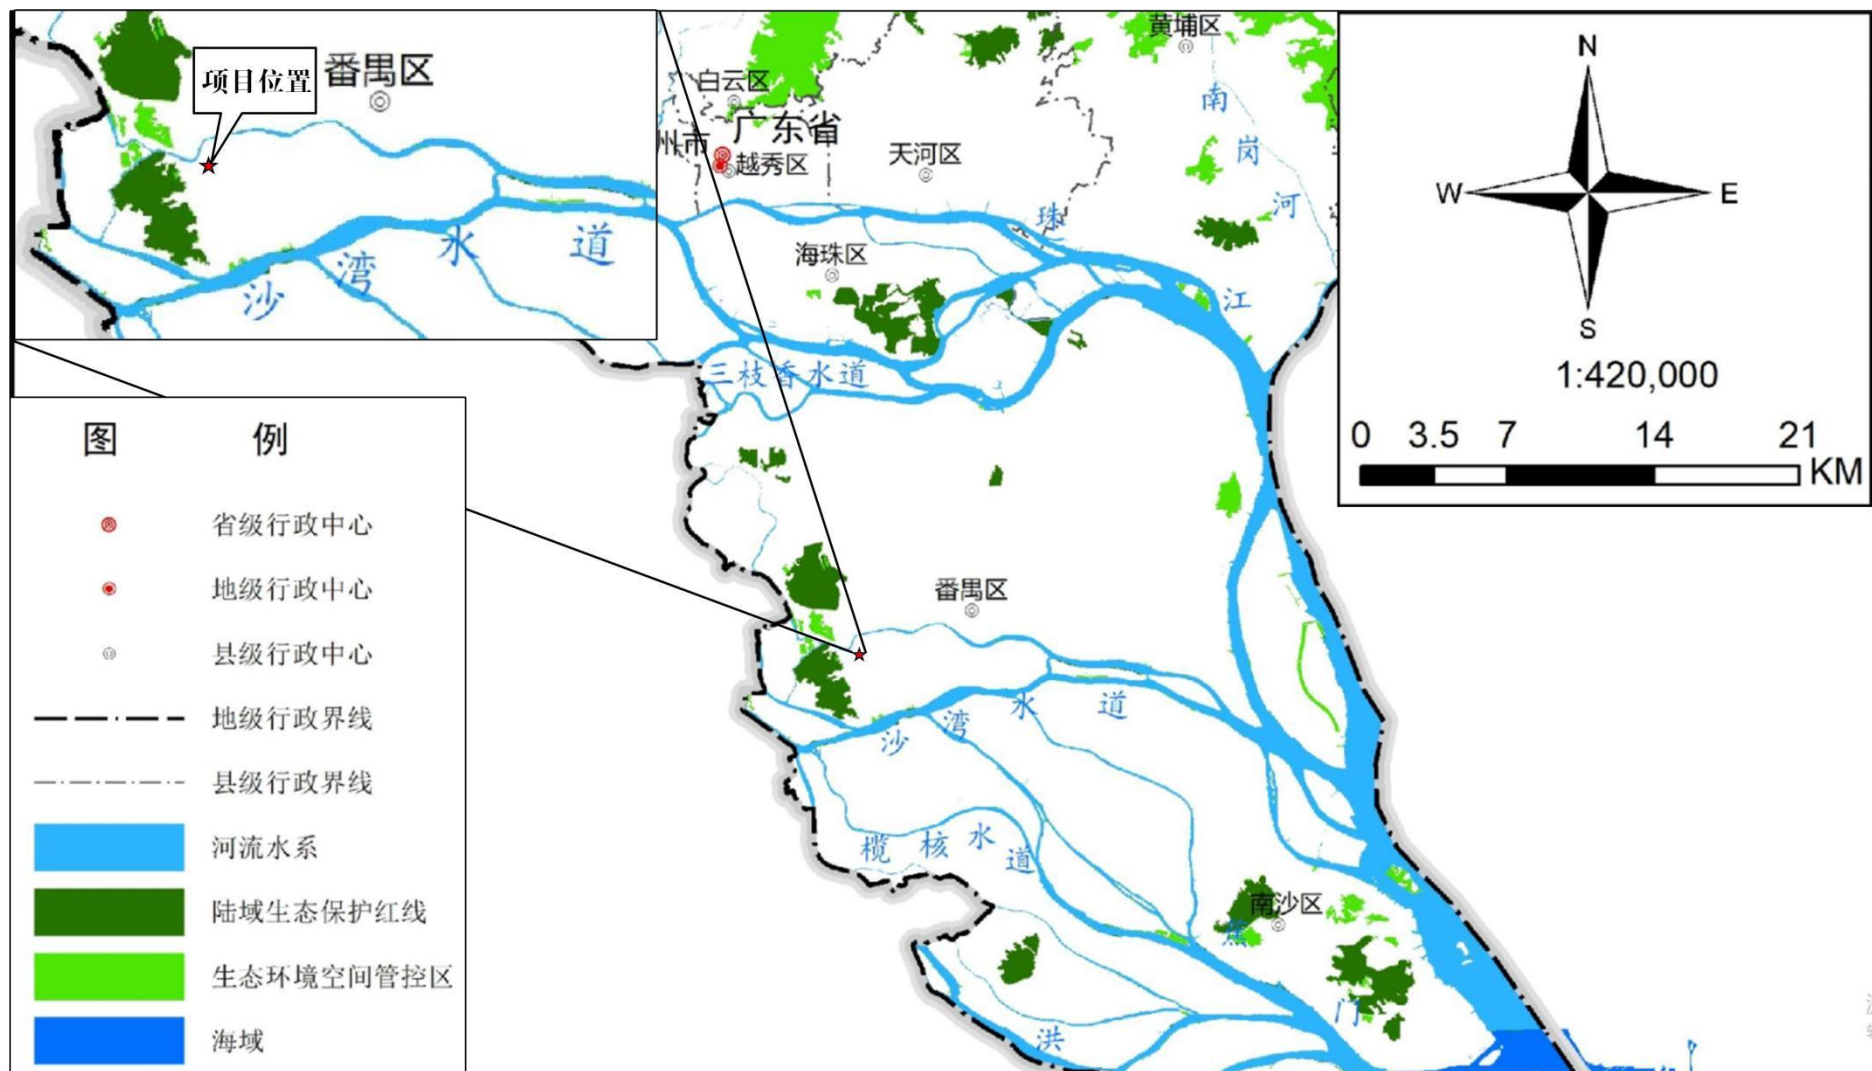 项目位置
番禺区
沙湾水道
黄埔区
白云区
州市
广东省
越秀区
天河区
南岗河
珠江
海珠区
三枝香水道
番禺区
沙湾水道
榄核水道
南沙区
蕉门
洪
N
W
E
S
1:420,000
0 3.5 7 14 21
KM
图 例
省级行政中心
地级行政中心
县级行政中心
地级行政界线
县级行政界线
河流水系
陆域生态保护红线
生态环境空间管控区
海域